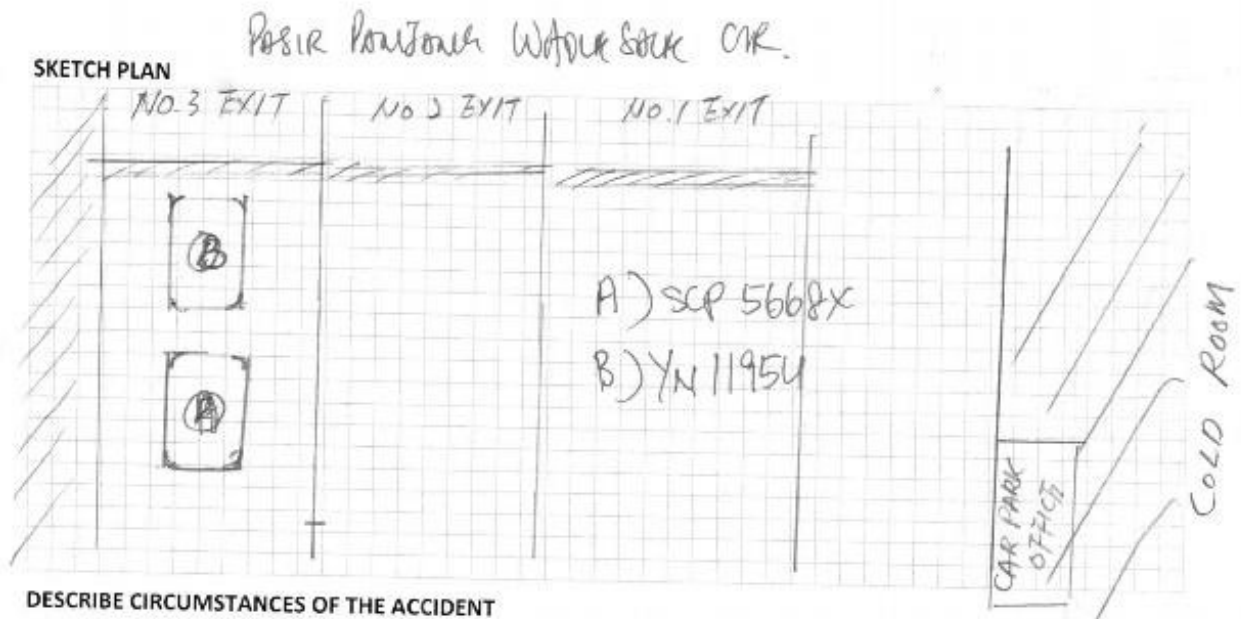 PASIR PANJANG WHOLESALE CTR.
SKETCH PLAN
NO.3 EXIT
NO 2 EXIT
NO.1 EXIT
B
A) SCP 5668X
B) YN 1195U
A
CAR PARK
OFFICE
COLD ROOM
DESCRIBE CIRCUMSTANCES OF THE ACCIDENT